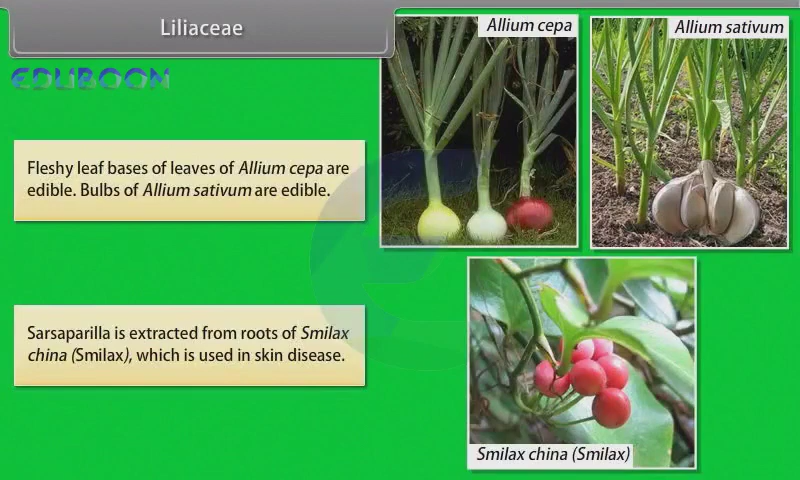 Liliaceae
EDUBOON
Allium cepa
Allium sativum
Fleshy leaf bases of leaves of Allium cepa are
edible. Bulbs of Allium sativum are edible.
Sarsaparilla is extracted from roots of Smilax
china (Smilax), which is used in skin disease.
Smilax china (Smilax)